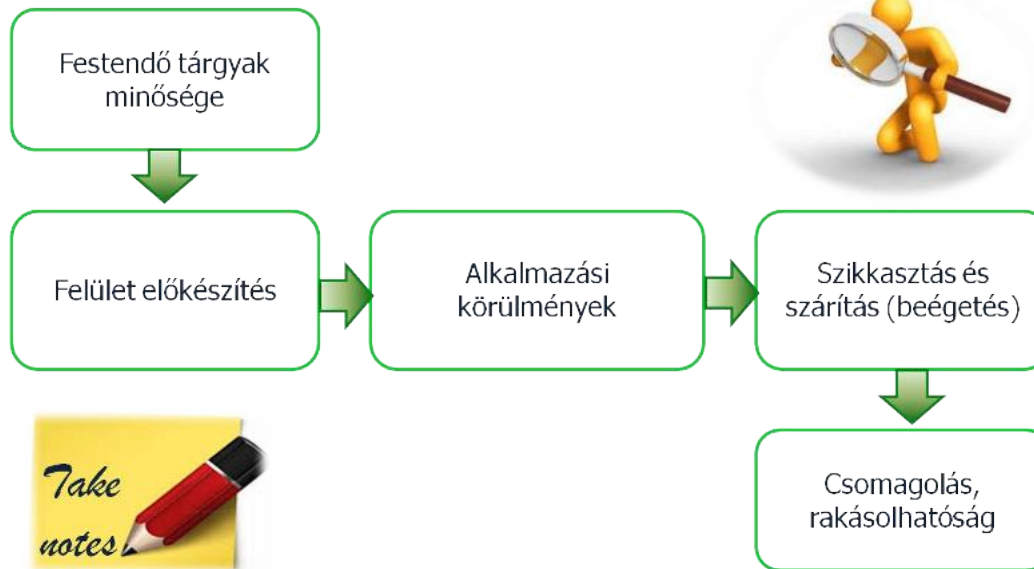 Festendő tárgyak
minősége
Felület előkészítés
Alkalmazási
körülmények
Szikkasztás és
szárítás (beégetés)
Csomagolás,
rakásolhatóság
Take
notes